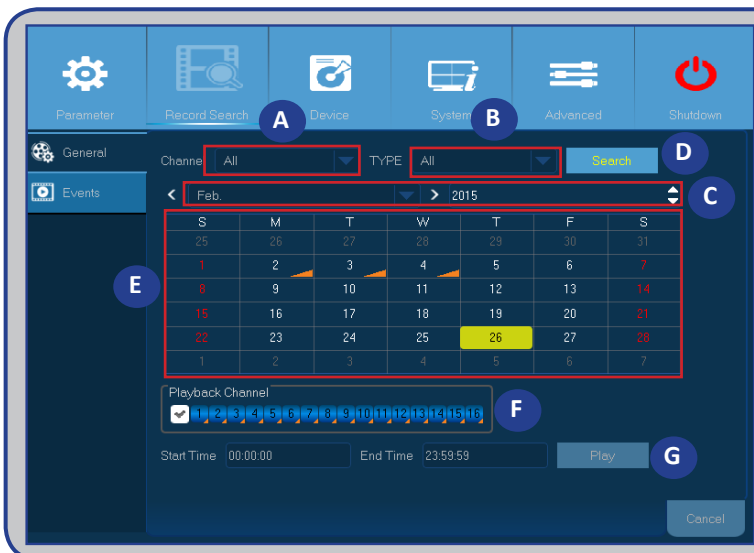 Parameter Record Search Device System Advanced Shutdown
A B
General
Channe All TYPE All Search D
Events
< Feb. > 2015 C
S M T W T F S
25 26 27 28 29 30 31
1 2 3 4 5 6 7
E
8 9 10 11 12 13 14
15 16 17 18 19 20 21
22 23 24 25 26 27 28
1 2 3 4 5 6 7
Playback Channel
1 2 3 4 5 6 7 8 9 10 11 12 13 14 15 16 F
Start Time 00:00:00 End Time 23:59:59 Play G
Cancel